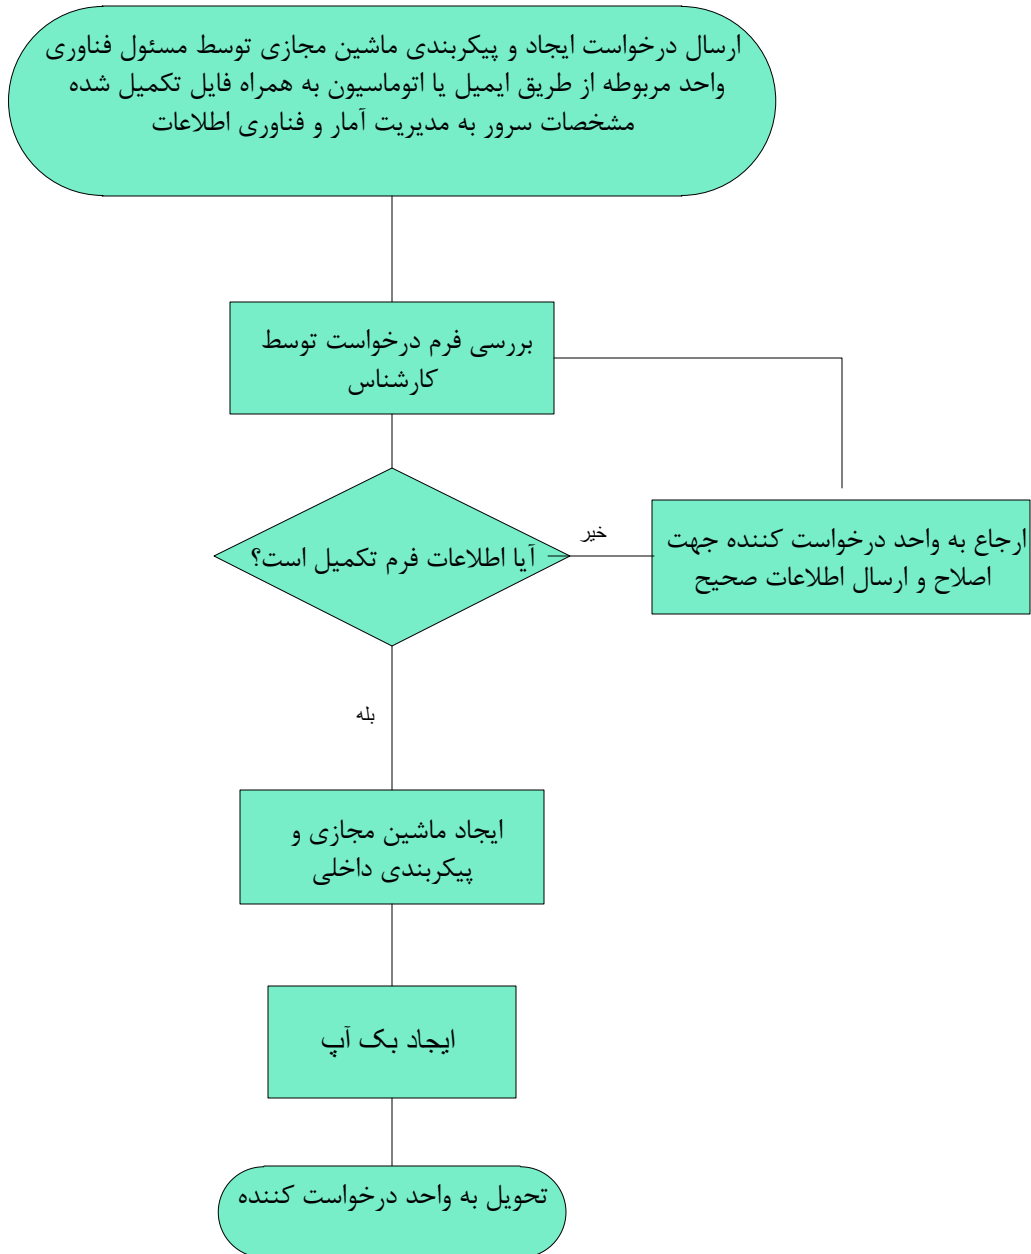 ارسال درخواست ایجاد و پیکربندی ماشین مجازی توسط مسئول فناوری
واحد مربوطه از طریق ایمیل یا اتوماسیون به همراه فایل تکمیل شده
مشخصات سرور به مدیریت آمار و فناوری اطلاعات
بررسی فرم درخواست توسط
کارشناس
آیا اطلاعات فرم تکمیل است؟
خیر
ارجاع به واحد درخواست کننده جهت
اصلاح و ارسال اطلاعات صحیح
بله
ایجاد ماشین مجازی و
پیکربندی داخلی
ایجاد بک آپ
تحویل به واحد درخواست کننده